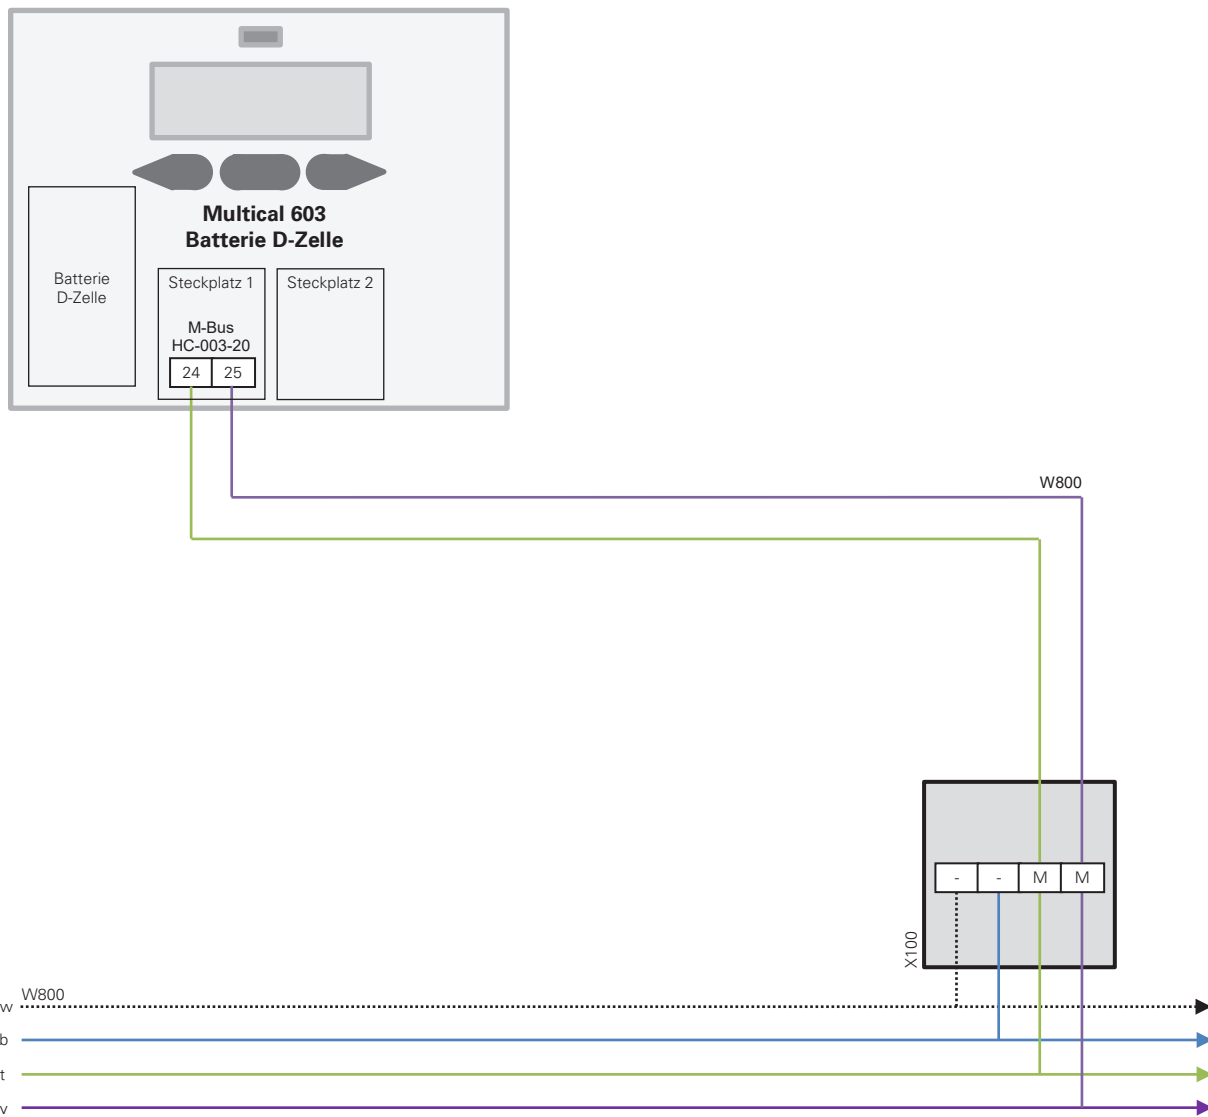 Multical 603
Batterie D-Zelle
Batterie
D-Zelle
Steckplatz 1
Steckplatz 2
M-Bus
HC-003-20
24 25
W800
- - M M
X100
W800
w
b
t
v